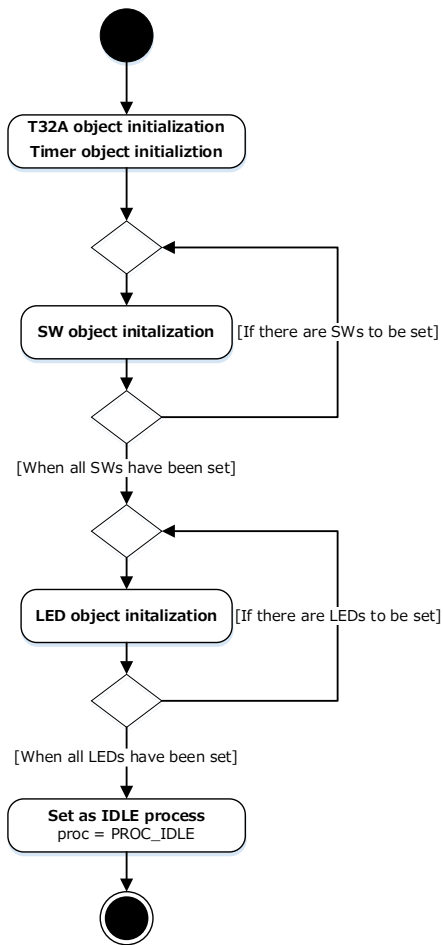 T32A object initialization
Timer object initializtion
SW object initalization
[If there are SWs to be set]
[When all SWs have been set]
LED object initalization
[If there are LEDs to be set]
[When all LEDs have been set]
Set as IDLE process
proc = PROC_IDLE